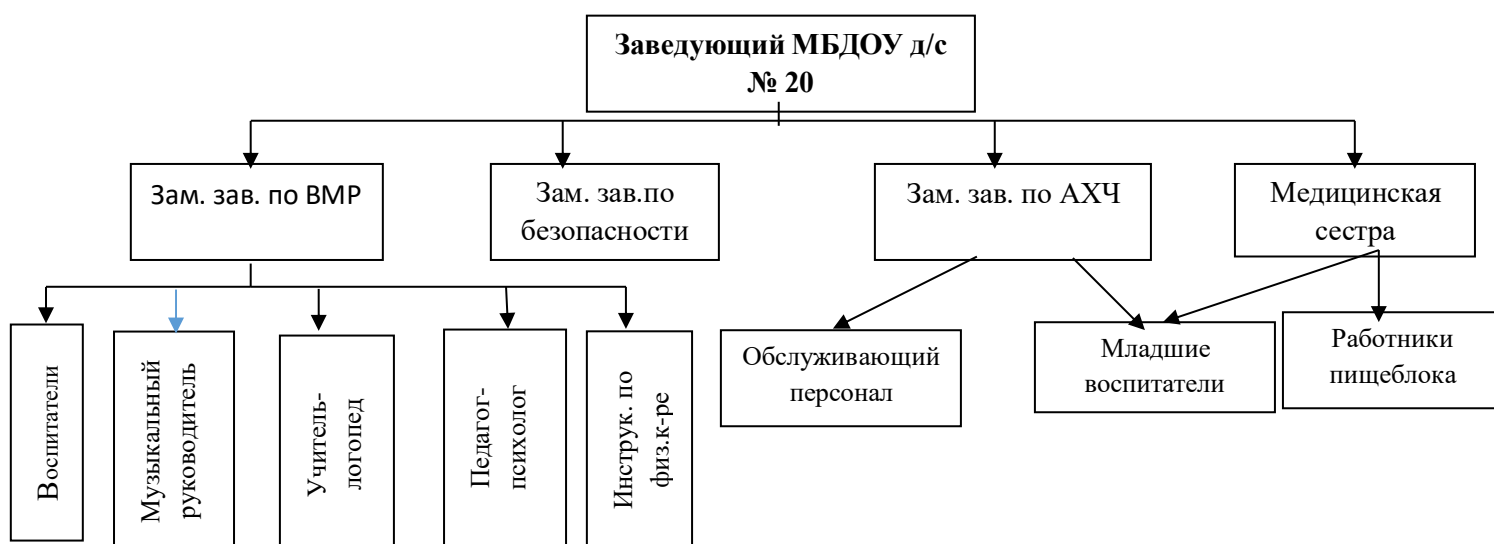 Заведующий МБДОУ д/с
№ 20
Зам. зав. по ВМР
Зам. зав.по
безопасности
Зам. зав. по АХЧ
Медицинская
сестра
Воспитатели
Музыкальный
руководитель
Учитель-
логопед
Педагог-
психолог
Инструк. по
физ.к-ре
Обслуживающий
персонал
Младшие
воспитатели
Работники
пищеблока